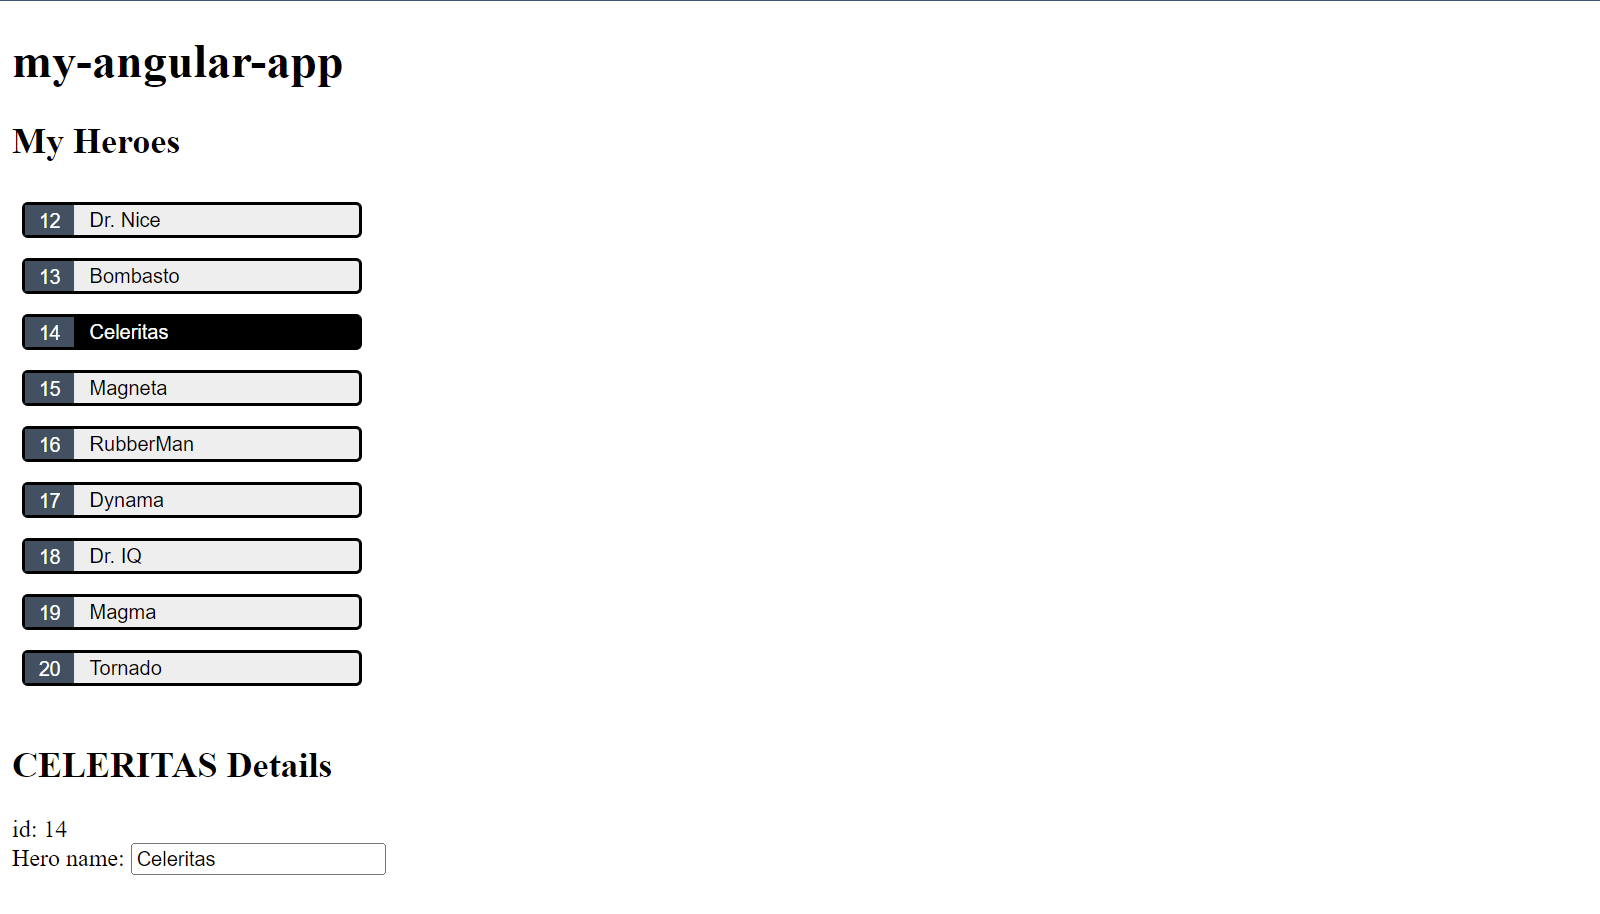 my-angular-app
My Heroes
12 Dr. Nice
13 Bombasto
14 Celeritas
15 Magneta
16 RubberMan
17 Dynama
18 Dr. IQ
19 Magma
20 Tornado
CELERITAS Details
id: 14
Hero name: Celeritas